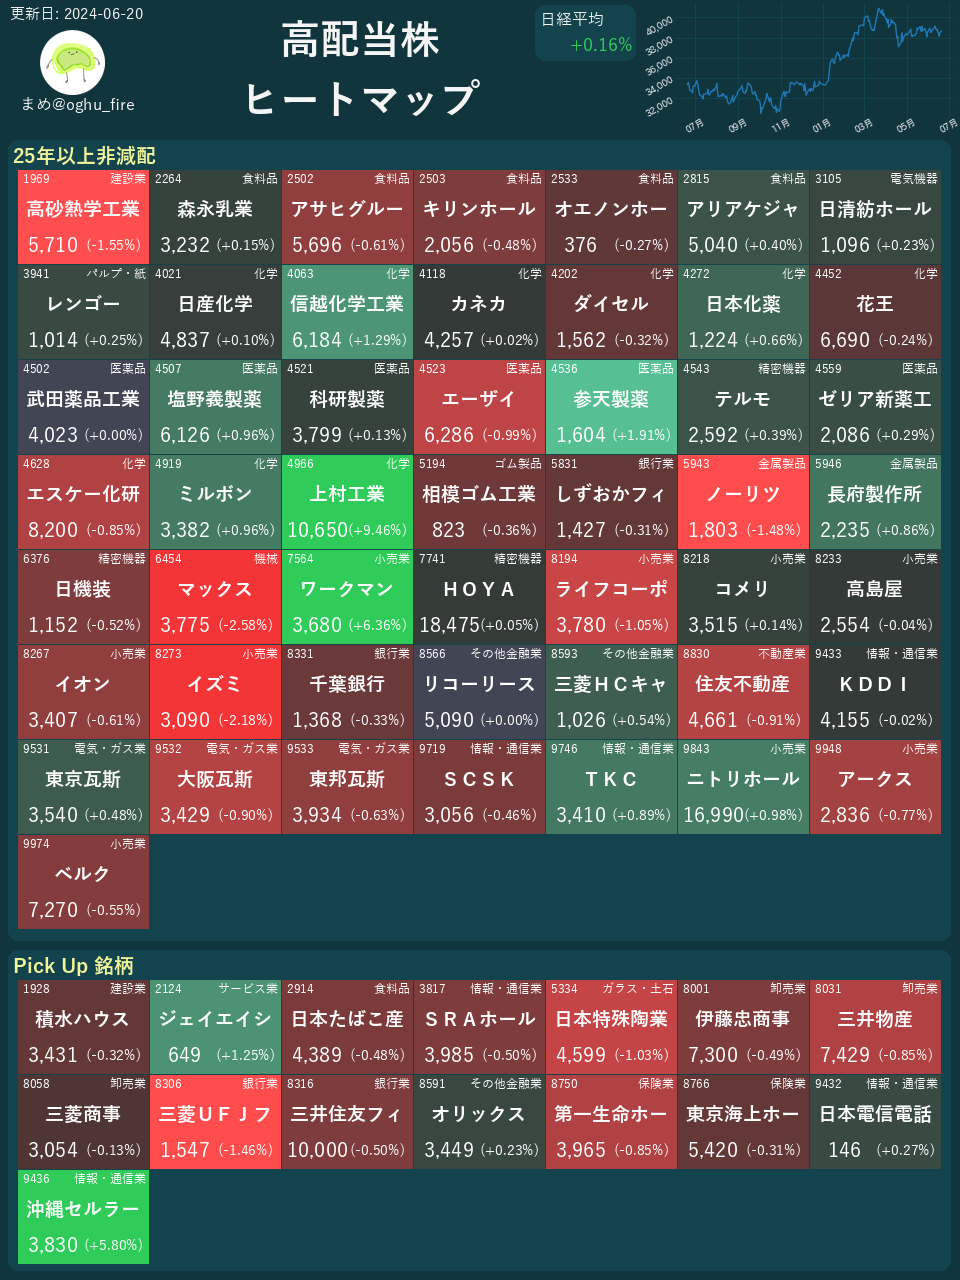 更新日: 2024-06-20
まめ@oghu_fire
高配当株
ヒートマップ
日経平均
+0.16%
40,000
38,000
36,000
34,000
32,000
07月 09月 11月 01月 03月 05月 07月
25年以上非減配
1969 建設業 2264 食料品 2502 食料品 2503 食料品 2533 食料品 2815 食料品 3105 電気機器
高砂熱学工業 森永乳業 アサヒグルー キリンホール オエノンホー アリアケジャ 日清紡ホール
5,710 (-1.55%) 3,232 (+0.15%) 5,696 (-0.61%) 2,056 (-0.48%) 376 (-0.27%) 5,040 (+0.40%) 1,096 (+0.23%)
3941 パルプ・紙 4021 化学 4063 化学 4118 化学 4202 化学 4272 化学 4452 化学
レンゴー 日産化学 信越化学工業 カネカ ダイセル 日本化薬 花王
1,014 (+0.25%) 4,837 (+0.10%) 6,184 (+1.29%) 4,257 (+0.02%) 1,562 (-0.32%) 1,224 (+0.66%) 6,690 (-0.24%)
4502 医薬品 4507 医薬品 4521 医薬品 4523 医薬品 4536 医薬品 4543 精密機器 4559 医薬品
武田薬品工業 塩野義製薬 科研製薬 エーザイ 参天製薬 テルモ ゼリア新薬工
4,023 (+0.00%) 6,126 (+0.96%) 3,799 (+0.13%) 6,286 (-0.99%) 1,604 (+1.91%) 2,592 (+0.39%) 2,086 (+0.29%)
4628 化学 4919 化学 4966 化学 5194 ゴム製品 5831 銀行業 5943 金属製品 5946 金属製品
エスケー化研 ミルボン 上村工業 相模ゴム工業 しずおかフィ ノーリツ 長府製作所
8,200 (-0.85%) 3,382 (+0.96%) 10,650 (+9.46%) 823 (-0.36%) 1,427 (-0.31%) 1,803 (-1.48%) 2,235 (+0.86%)
6376 精密機器 6454 機械 7564 小売業 7741 精密機器 8194 小売業 8218 小売業 8233 小売業
日機装 マックス ワークマン ＨＯＹＡ ライフコーポ コメリ 高島屋
1,152 (-0.52%) 3,775 (-2.58%) 3,680 (+6.36%) 18,475 (+0.05%) 3,780 (-1.05%) 3,515 (+0.14%) 2,554 (-0.04%)
8267 小売業 8273 小売業 8331 銀行業 8566 その他金融業 8593 その他金融業 8830 不動産業 9433 情報・通信業
イオン イズミ 千葉銀行 リコーリース 三菱ＨＣキャ 住友不動産 ＫＤＤＩ
3,407 (-0.61%) 3,090 (-2.18%) 1,368 (-0.33%) 5,090 (+0.00%) 1,026 (+0.54%) 4,661 (-0.91%) 4,155 (-0.02%)
9531 電気・ガス業 9532 電気・ガス業 9533 電気・ガス業 9719 情報・通信業 9746 情報・通信業 9843 小売業 9948 小売業
東京瓦斯 大阪瓦斯 東邦瓦斯 ＳＣＳＫ ＴＫＣ ニトリホール アークス
3,540 (+0.48%) 3,429 (-0.90%) 3,934 (-0.63%) 3,056 (-0.46%) 3,410 (+0.89%) 16,990 (+0.98%) 2,836 (-0.77%)
9974 小売業
ベルク
7,270 (-0.55%)
Pick Up 銘柄
1928 建設業 2124 サービス業 2914 食料品 3817 情報・通信業 5334 ガラス・土石 8001 卸売業 8031 卸売業
積水ハウス ジェイエイシ 日本たばこ産 ＳＲＡホール 日本特殊陶業 伊藤忠商事 三井物産
3,431 (-0.32%) 649 (+1.25%) 4,389 (-0.48%) 3,985 (-0.50%) 4,599 (-1.03%) 7,300 (-0.49%) 7,429 (-0.85%)
8058 卸売業 8306 銀行業 8316 銀行業 8591 その他金融業 8750 保険業 8766 保険業 9432 情報・通信業
三菱商事 三菱ＵＦＪフ 三井住友フィ オリックス 第一生命ホー 東京海上ホー 日本電信電話
3,054 (-0.13%) 1,547 (-1.46%) 10,000 (-0.50%) 3,449 (+0.23%) 3,965 (-0.85%) 5,420 (-0.31%) 146 (+0.27%)
9436 情報・通信業
沖縄セルラー
3,830 (+5.80%)